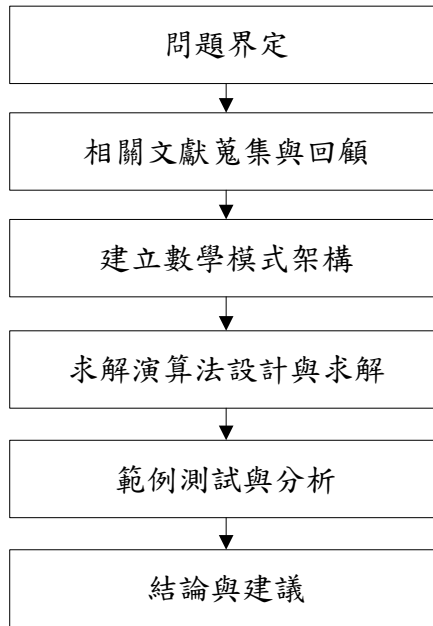 問題界定
相關文獻蒐集與回顧
建立數學模式架構
求解演算法設計與求解
範例測試與分析
結論與建議